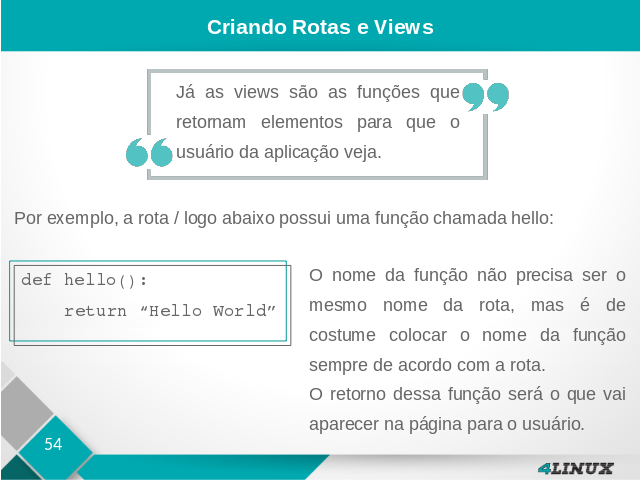 Criando Rotas e Views
Já as views são as funções que
retornam elementos para que o
usuário da aplicação veja.
Por exemplo, a rota / logo abaixo possui uma função chamada hello:
def hello():
    return “Hello World”
O nome da função não precisa ser o
mesmo nome da rota, mas é de
costume colocar o nome da função
sempre de acordo com a rota.
O retorno dessa função será o que vai
aparecer na página para o usuário.
54
4LINUX